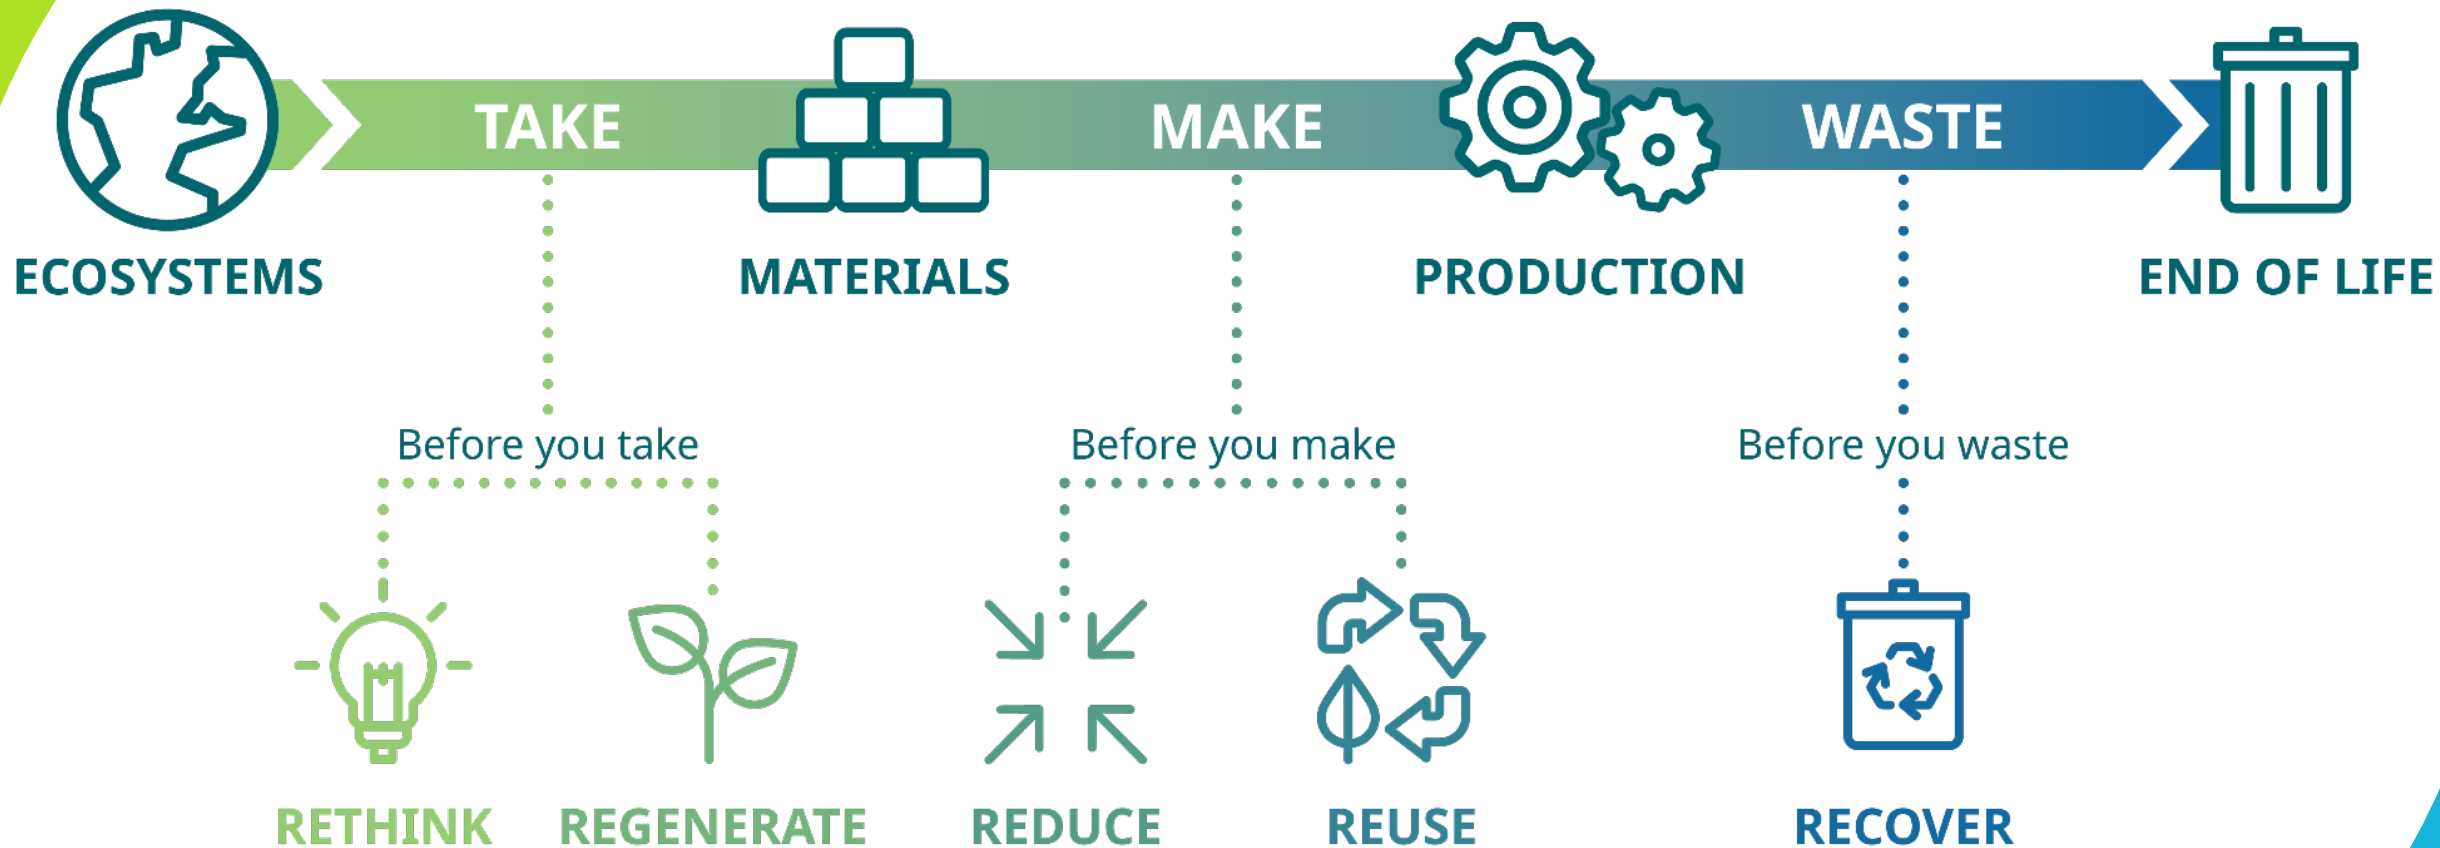 TAKE
MAKE
WASTE
ECOSYSTEMS
MATERIALS
PRODUCTION
END OF LIFE
Before you take
Before you make
Before you waste
RETHINK
REGENERATE
REDUCE
REUSE
RECOVER